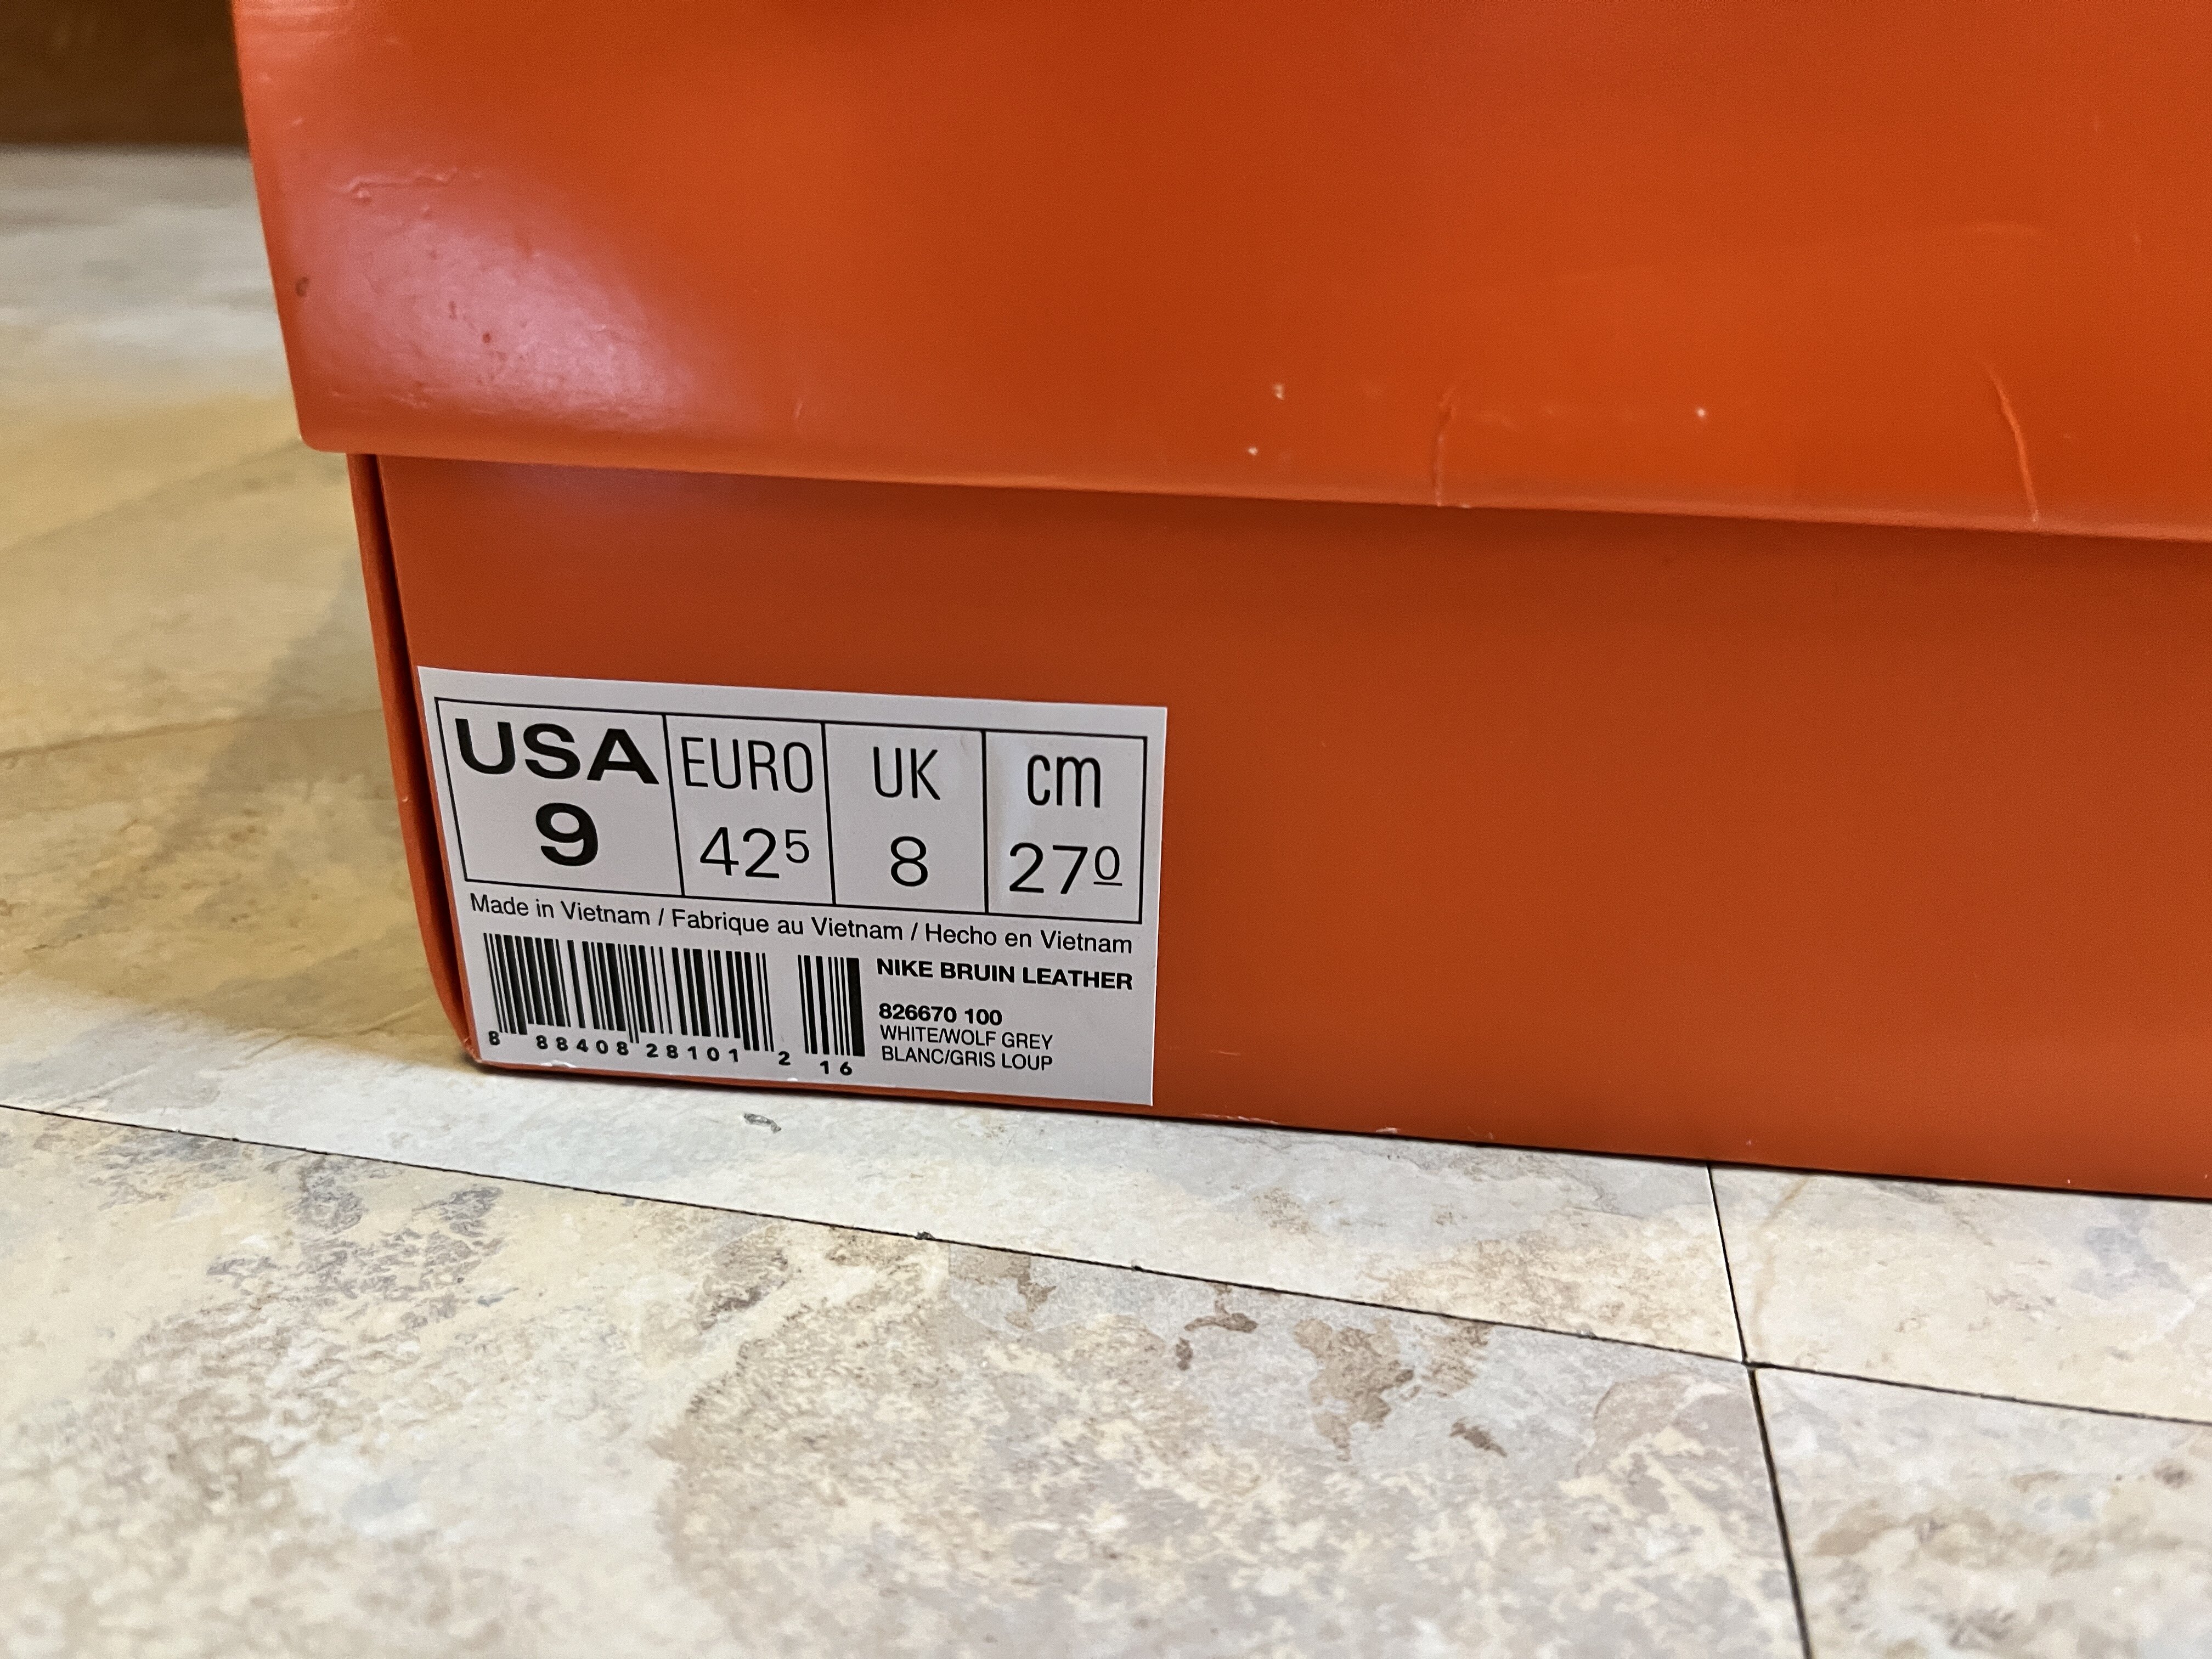 USA EURO UK cm
9 42⁵ 8 27⁰
Made in Vietnam / Fabrique au Vietnam / Hecho en Vietnam
NIKE BRUIN LEATHER
826670 100
WHITE/WOLF GREY
BLANC/GRIS LOUP
8 88408 28101 2 16